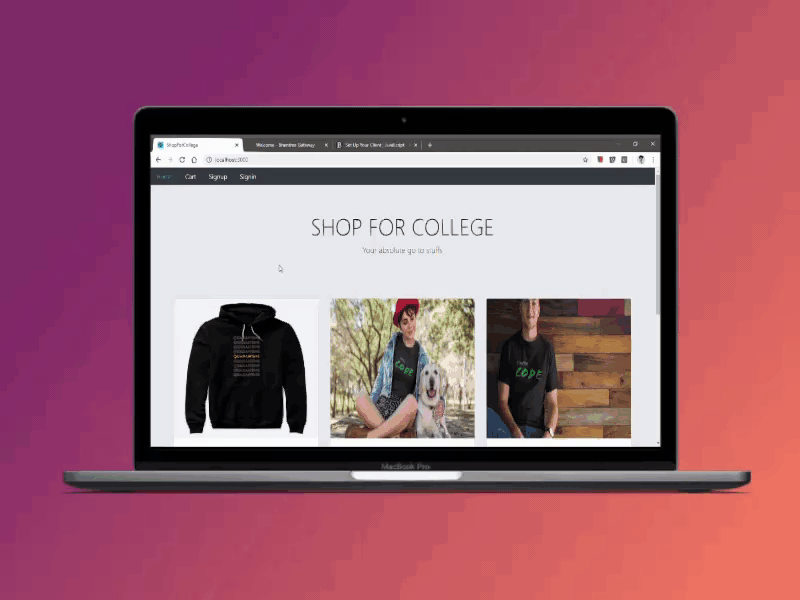 ShopForCollege
Welcome - Braintree Gateway
Set Up Your Client, JavaScript
localhost:3000
Home Cart Signup Signin
SHOP FOR COLLEGE
Your absolute go to stuffs
CODE
CODE
MacBook Pro